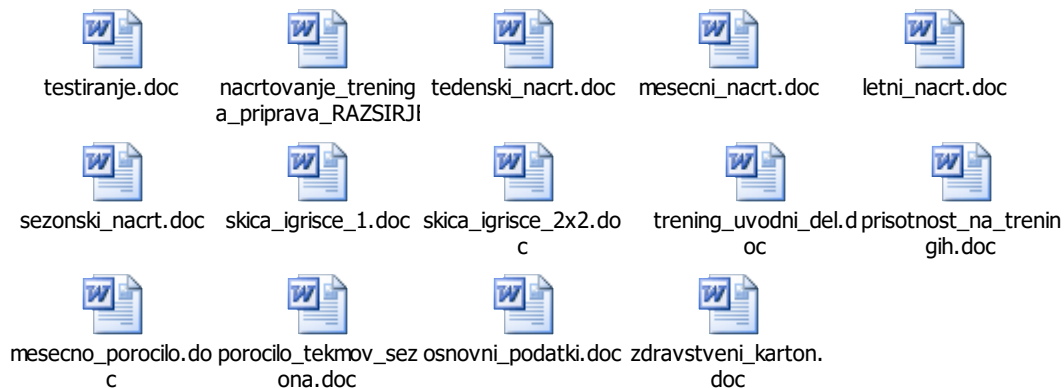 testiranje.doc
nacrtovanje_trening
a_priprava_RAZSIRJE
tedenski_nacrt.doc
mesecni_nacrt.doc
letni_nacrt.doc
sezonski_nacrt.doc
skica_igrisce_1.doc
skica_igrisce_2x2.do
c
trening_uvodni_del.d
oc
prisotnost_na_trenin
gih.doc
mesecno_porocilo.do
c
porocilo_tekmov_sez
ona.doc
osnovni_podatki.doc
zdravstveni_karton.
doc